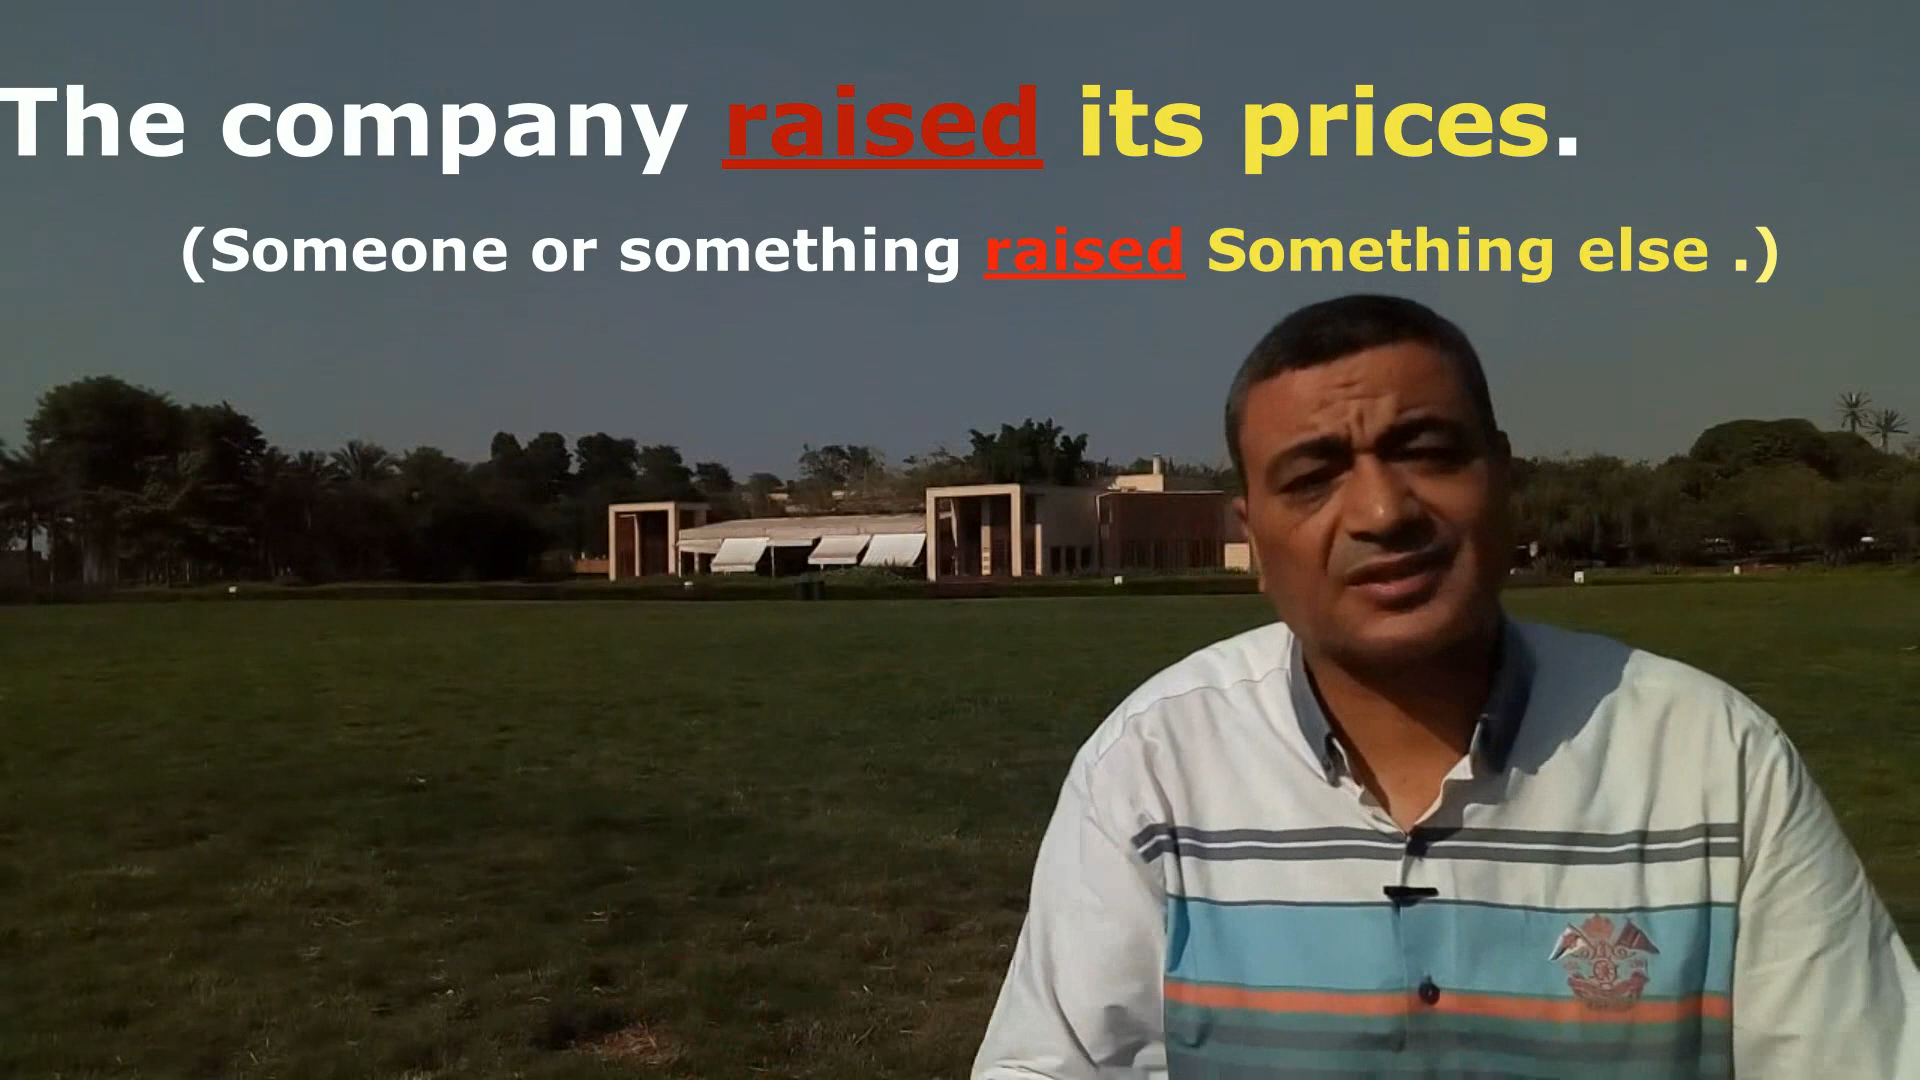 The company raised its prices.
(Someone or something raised Something else .)